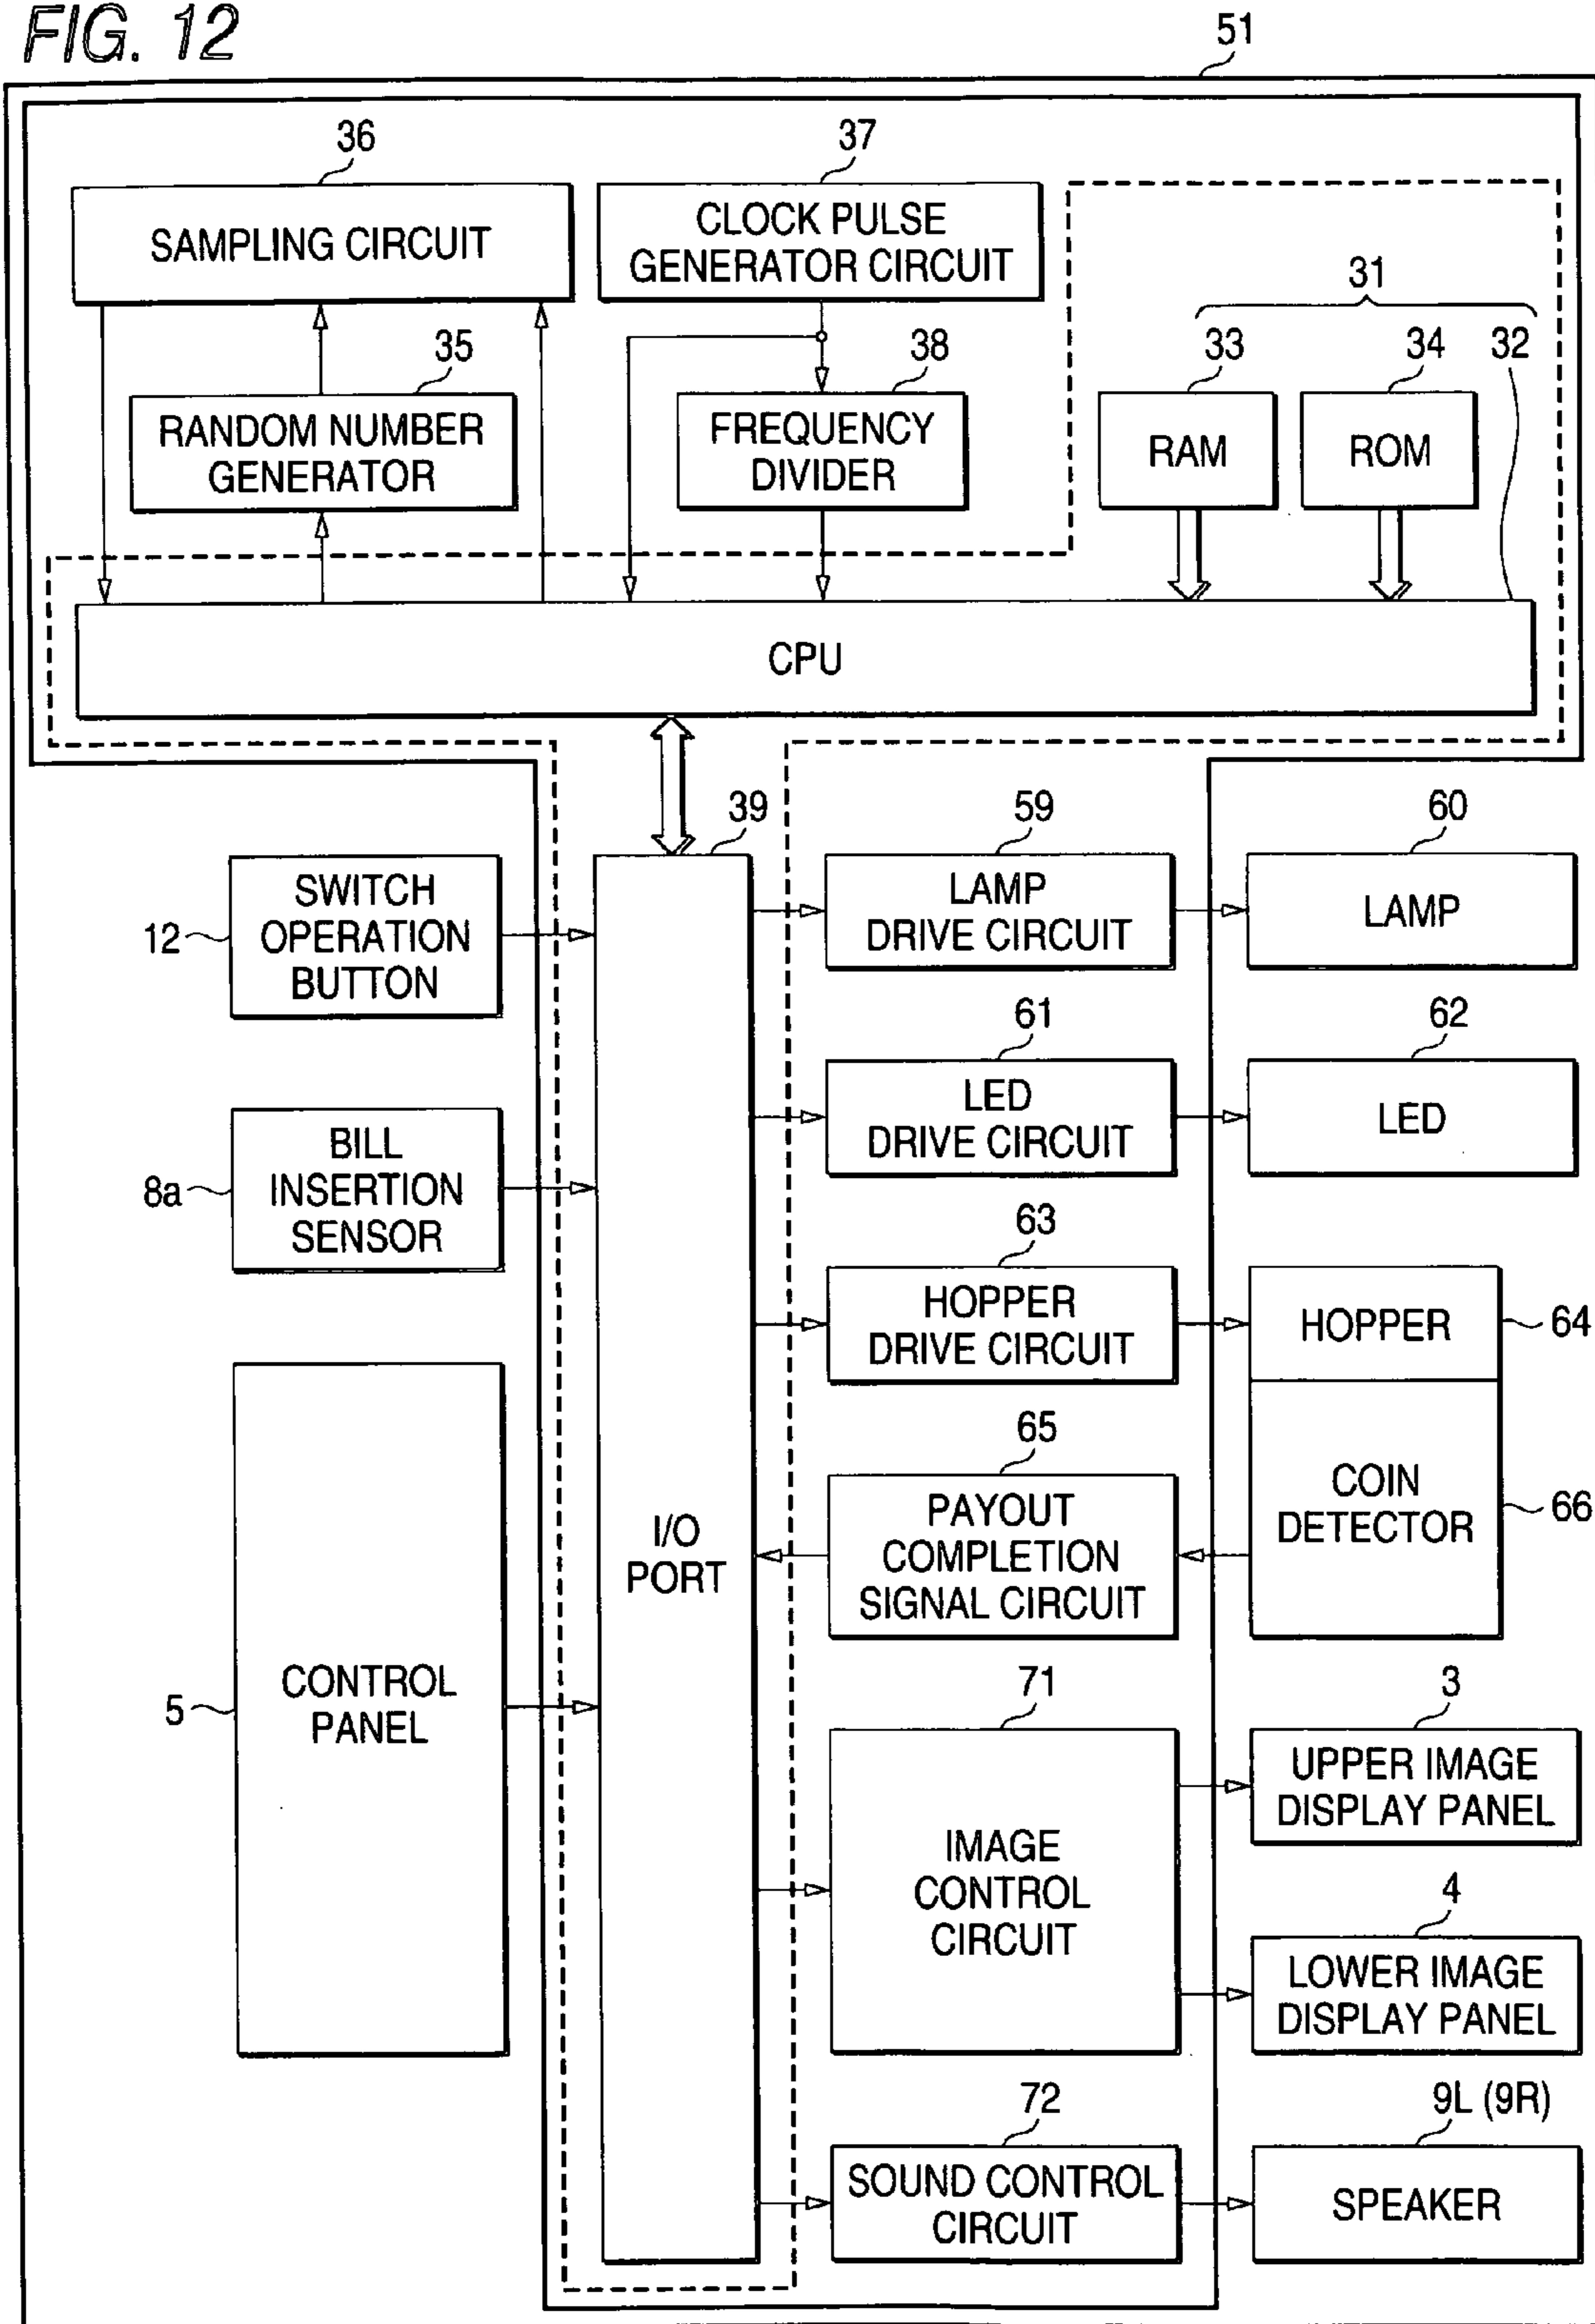 FIG. 12
51
36
37
SAMPLING CIRCUIT
CLOCK PULSE
GENERATOR CIRCUIT
31
35
38
33
34
32
RANDOM NUMBER
GENERATOR
FREQUENCY
DIVIDER
RAM
ROM
CPU
39
59
60
12
SWITCH
OPERATION
BUTTON
LAMP
DRIVE CIRCUIT
LAMP
61
62
LED
DRIVE CIRCUIT
LED
8a
BILL
INSERTION
SENSOR
63
HOPPER
DRIVE CIRCUIT
HOPPER
64
65
I/O
PORT
PAYOUT
COMPLETION
SIGNAL CIRCUIT
COIN
DETECTOR
66
5
CONTROL
PANEL
71
3
UPPER IMAGE
DISPLAY PANEL
IMAGE
CONTROL
CIRCUIT
4
LOWER IMAGE
DISPLAY PANEL
72
9L (9R)
SOUND CONTROL
CIRCUIT
SPEAKER